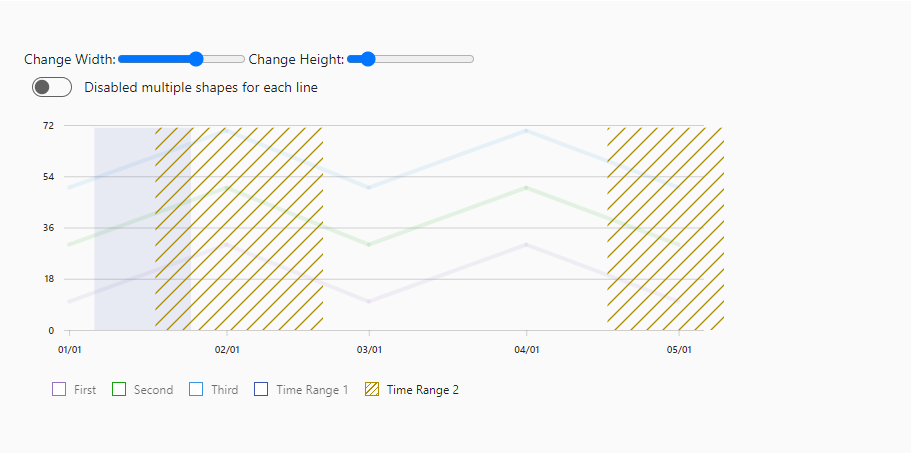 Change Width: Change Height:
Disabled multiple shapes for each line
72
54
36
18
0
01/01 02/01 03/01 04/01 05/01
First Second Third Time Range 1 Time Range 2